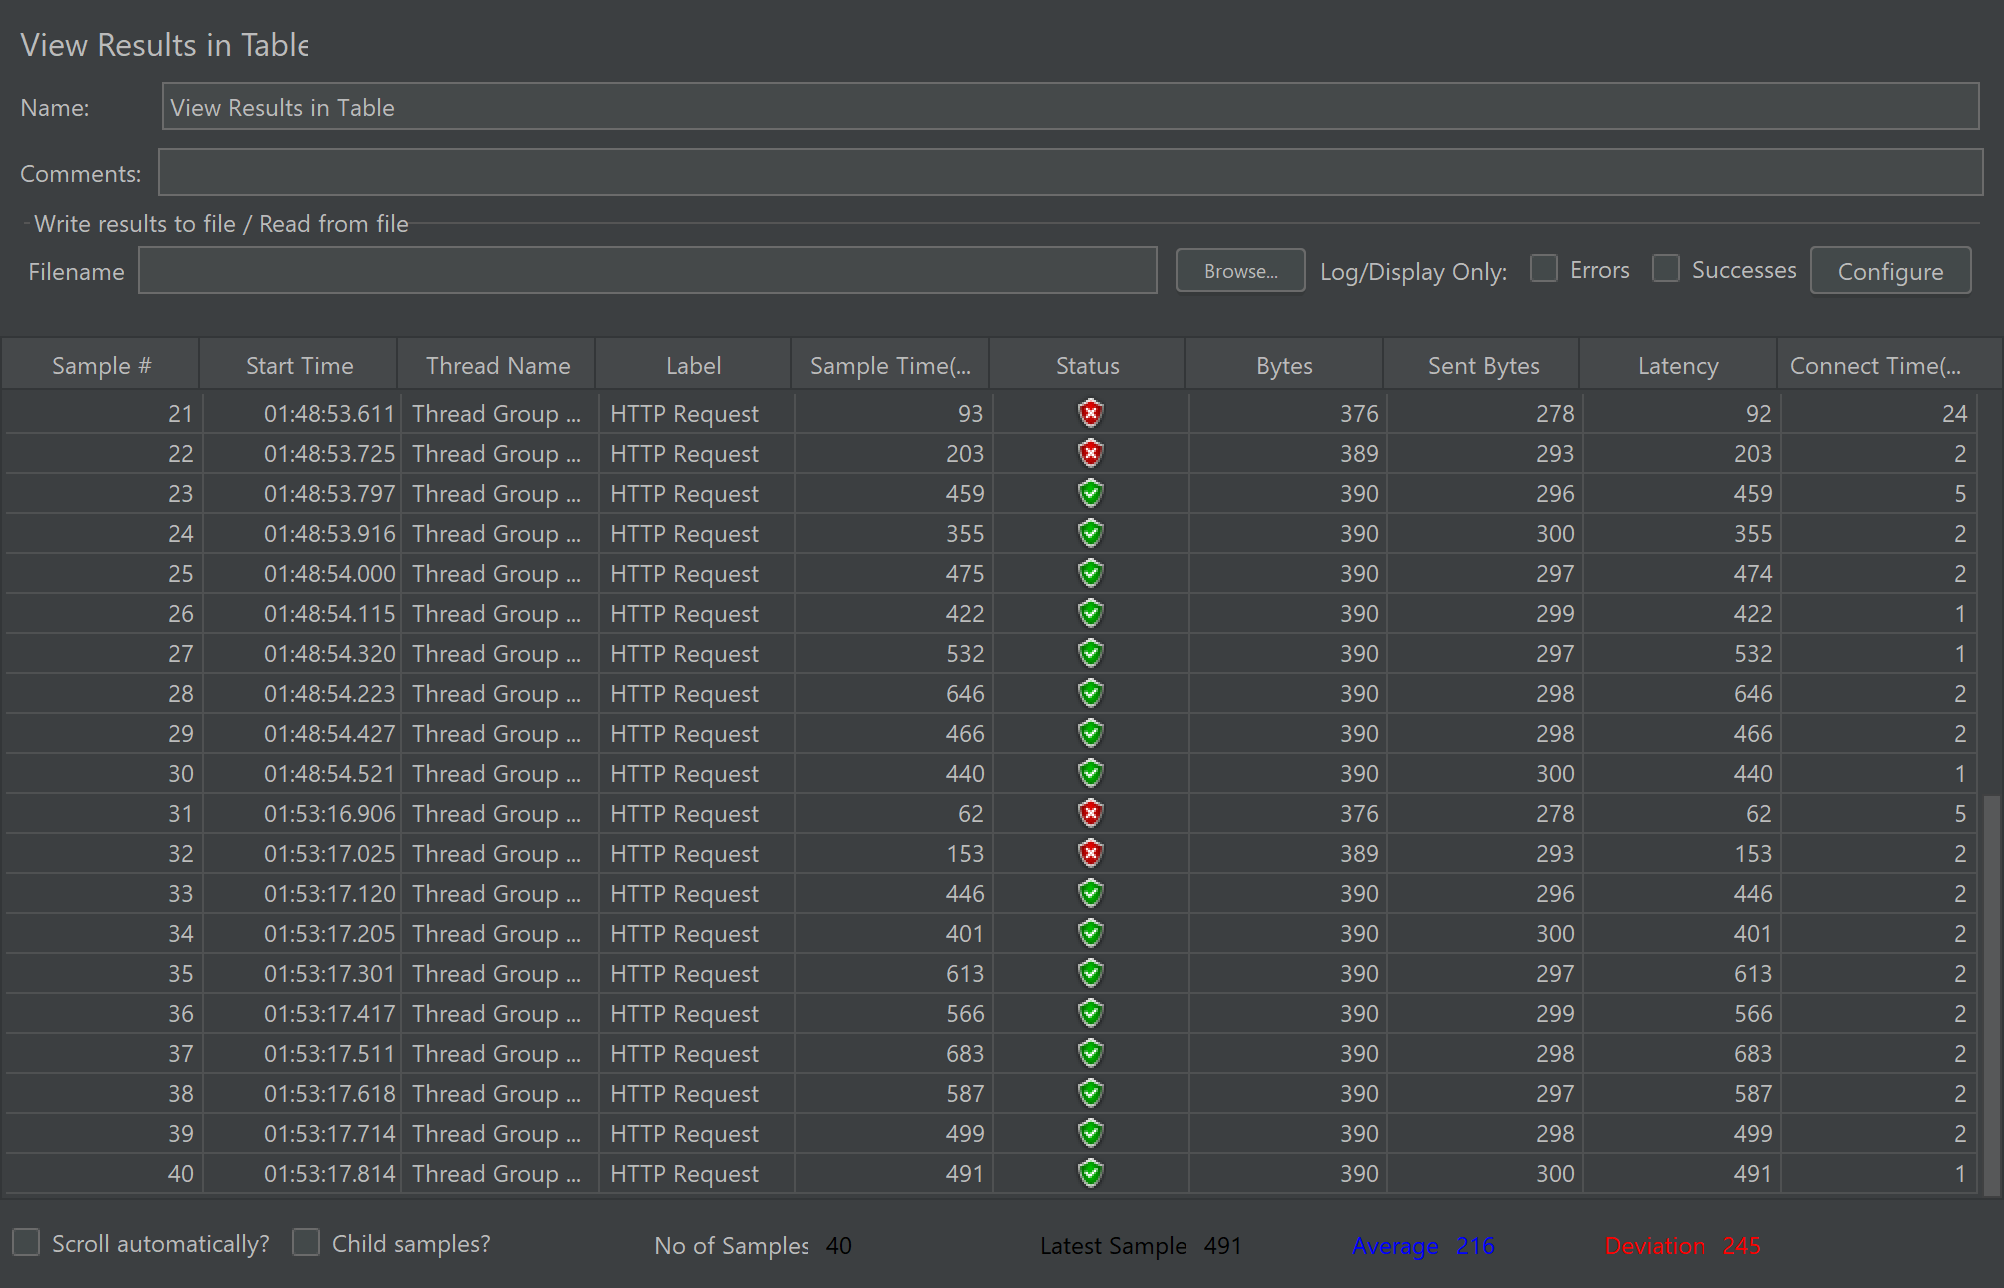 View Results in Table
Name: View Results in Table
Comments:
Write results to file / Read from file
Filename Browse... Log/Display Only: Errors Successes Configure
Sample # Start Time Thread Name Label Sample Time(... Status Bytes Sent Bytes Latency Connect Time(...
21 01:48:53.611 Thread Group ... HTTP Request 93 376 278 92 24
22 01:48:53.725 Thread Group ... HTTP Request 203 389 293 203 2
23 01:48:53.797 Thread Group ... HTTP Request 459 390 296 459 5
24 01:48:53.916 Thread Group ... HTTP Request 355 390 300 355 2
25 01:48:54.000 Thread Group ... HTTP Request 475 390 297 474 2
26 01:48:54.115 Thread Group ... HTTP Request 422 390 299 422 1
27 01:48:54.320 Thread Group ... HTTP Request 532 390 297 532 1
28 01:48:54.223 Thread Group ... HTTP Request 646 390 298 646 2
29 01:48:54.427 Thread Group ... HTTP Request 466 390 298 466 2
30 01:48:54.521 Thread Group ... HTTP Request 440 390 300 440 1
31 01:53:16.906 Thread Group ... HTTP Request 62 376 278 62 5
32 01:53:17.025 Thread Group ... HTTP Request 153 389 293 153 2
33 01:53:17.120 Thread Group ... HTTP Request 446 390 296 446 2
34 01:53:17.205 Thread Group ... HTTP Request 401 390 300 401 2
35 01:53:17.301 Thread Group ... HTTP Request 613 390 297 613 2
36 01:53:17.417 Thread Group ... HTTP Request 566 390 299 566 2
37 01:53:17.511 Thread Group ... HTTP Request 683 390 298 683 2
38 01:53:17.618 Thread Group ... HTTP Request 587 390 297 587 2
39 01:53:17.714 Thread Group ... HTTP Request 499 390 298 499 2
40 01:53:17.814 Thread Group ... HTTP Request 491 390 300 491 1
Scroll automatically? Child samples? No of Samples 40 Latest Sample 491 Average 216 Deviation 245